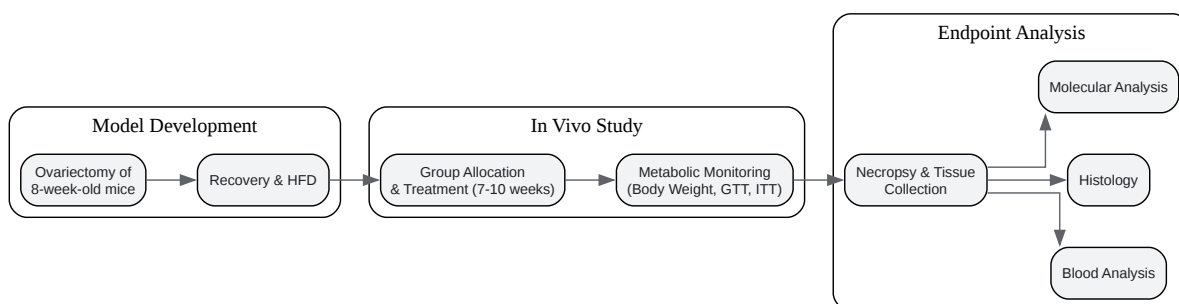 Model Development
Ovariectomy of
8-week-old mice
Recovery & HFD
In Vivo Study
Group Allocation
& Treatment (7-10 weeks)
Metabolic Monitoring
(Body Weight, GTT, ITT)
Endpoint Analysis
Necropsy & Tissue
Collection
Molecular Analysis
Histology
Blood Analysis